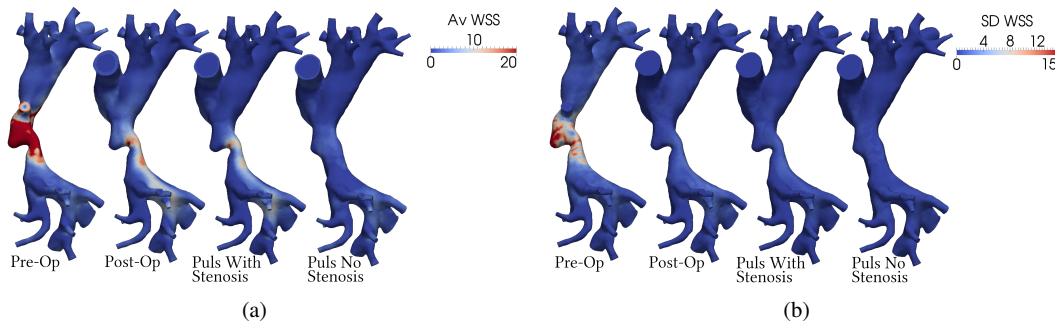 Av WSS
10
0 20
Pre-Op
Post-Op
Puls With
Stenosis
Puls No
Stenosis
(a)
SD WSS
4 8 12
0 15
Pre-Op
Post-Op
Puls With
Stenosis
Puls No
Stenosis
(b)